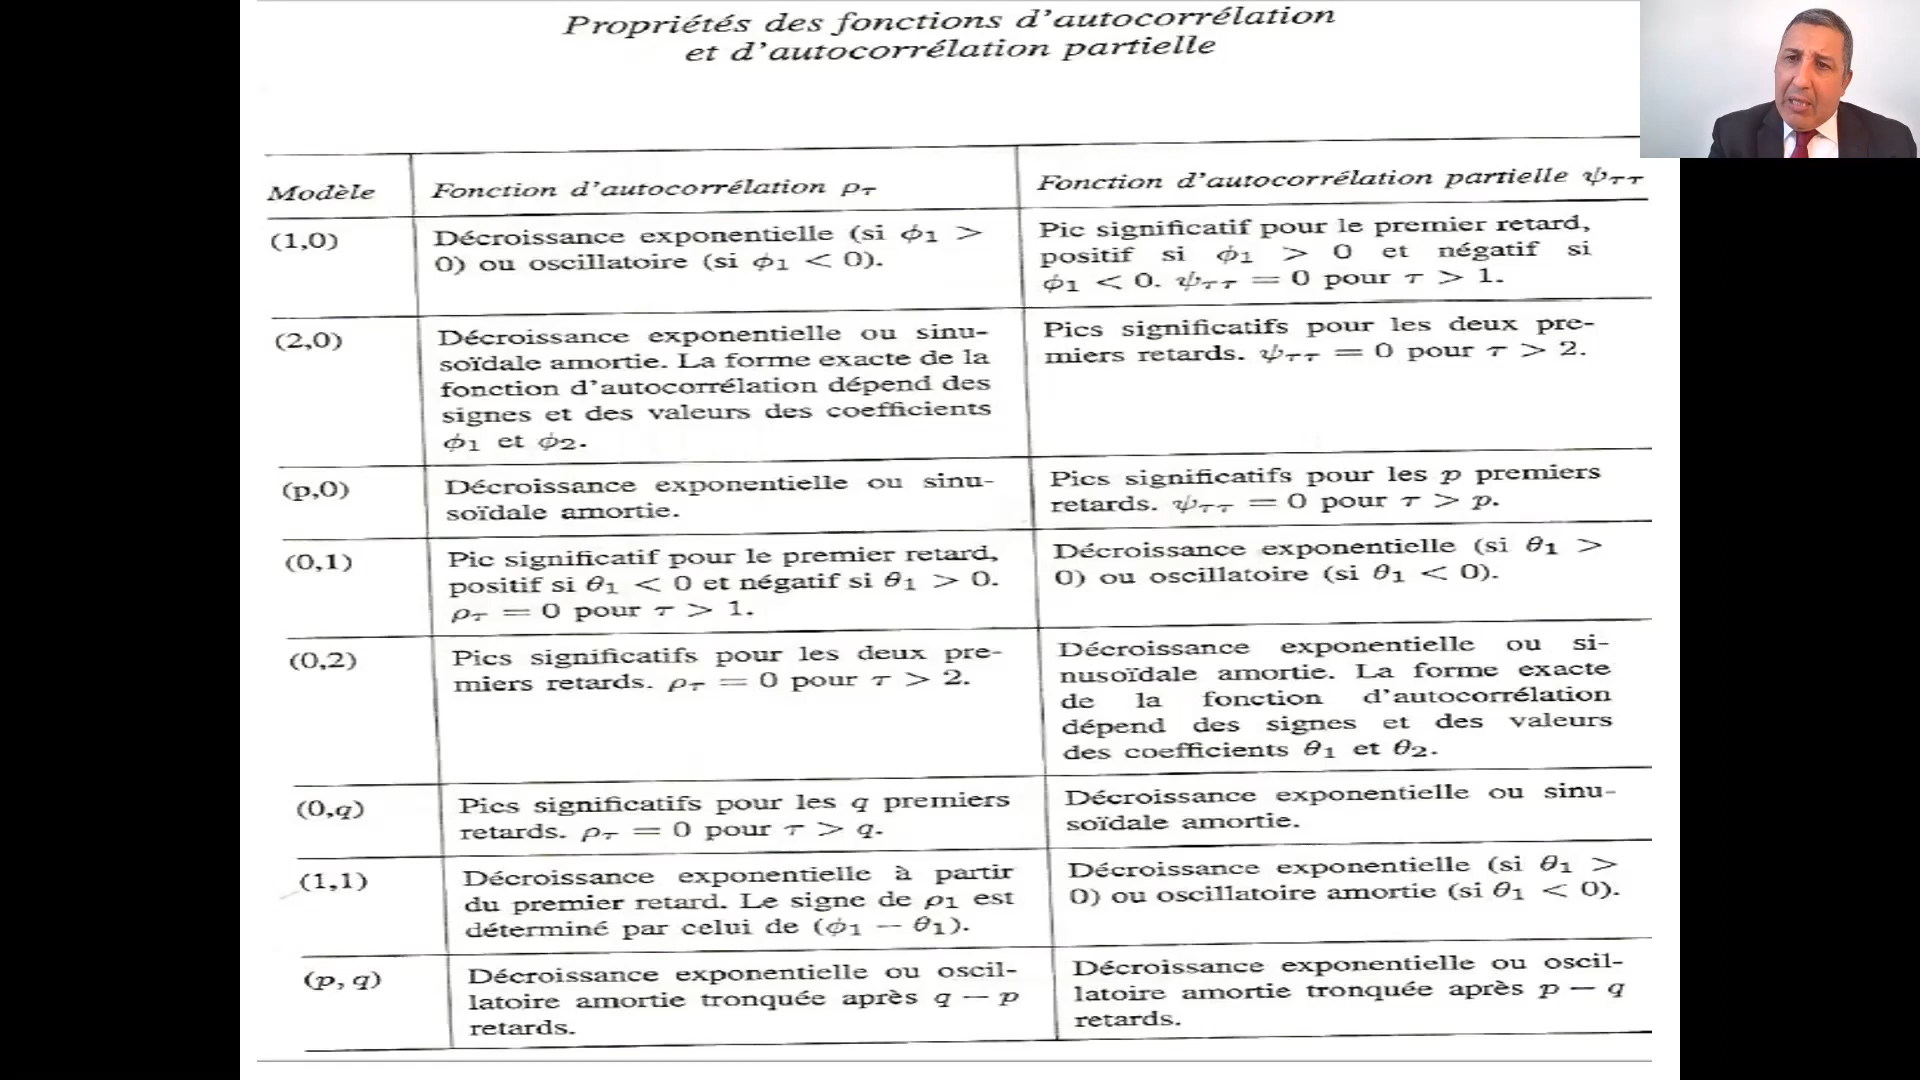 Propriétés des fonctions d'autocorrélation
et d'autocorrélation partielle
Modèle
Fonction d'autocorrélation ρτ
Fonction d'autocorrélation partielle ψττ
(1,0)
Décroissance exponentielle (si ϕ1 >
0) ou oscillatoire (si ϕ1 < 0).
Pic significatif pour le premier retard,
positif si ϕ1 > 0 et négatif si
ϕ1 < 0. ψττ = 0 pour τ > 1.
(2,0)
Décroissance exponentielle ou sinu-
soïdale amortie. La forme exacte de la
fonction d'autocorrélation dépend des
signes et des valeurs des coefficients
ϕ1 et ϕ2.
Pics significatifs pour les deux pre-
miers retards. ψττ = 0 pour τ > 2.
(p,0)
Décroissance exponentielle ou sinu-
soïdale amortie.
Pics significatifs pour les p premiers
retards. ψττ = 0 pour τ > p.
(0,1)
Pic significatif pour le premier retard,
positif si θ1 < 0 et négatif si θ1 > 0.
ρτ = 0 pour τ > 1.
Décroissance exponentielle (si θ1 >
0) ou oscillatoire (si θ1 < 0).
(0,2)
Pics significatifs pour les deux pre-
miers retards. ρτ = 0 pour τ > 2.
Décroissance exponentielle ou si-
nusoïdale amortie. La forme exacte
de la fonction d'autocorrélation
dépend des signes et des valeurs
des coefficients θ1 et θ2.
(0,q)
Pics significatifs pour les q premiers
retards. ρτ = 0 pour τ > q.
Décroissance exponentielle ou sinu-
soïdale amortie.
(1,1)
Décroissance exponentielle à partir
du premier retard. Le signe de ρ1 est
déterminé par celui de (ϕ1 − θ1).
Décroissance exponentielle (si θ1 >
0) ou oscillatoire amortie (si θ1 < 0).
(p, q)
Décroissance exponentielle ou oscil-
latoire amortie tronquée après q − p
retards.
Décroissance exponentielle ou oscil-
latoire amortie tronquée après p − q
retards.